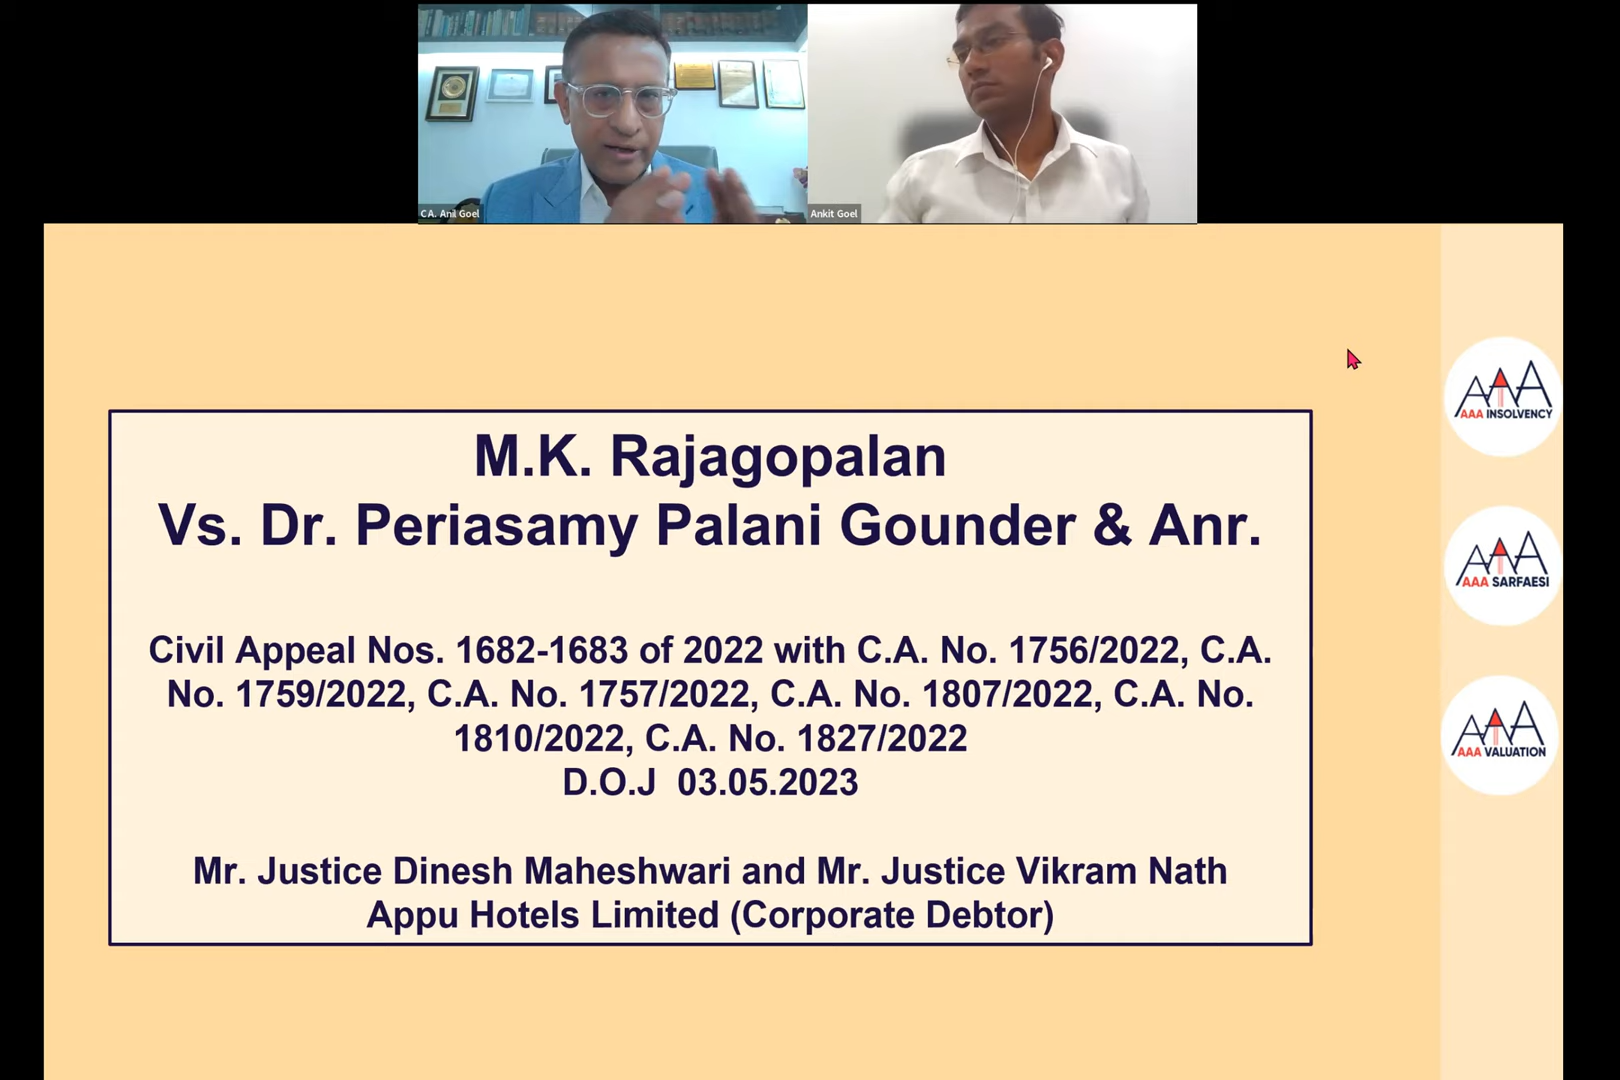 CA. Anil Goel
Ankit Goel
M.K. Rajagopalan
Vs. Dr. Periasamy Palani Gounder & Anr.
Civil Appeal Nos. 1682-1683 of 2022 with C.A. No. 1756/2022, C.A.
No. 1759/2022, C.A. No. 1757/2022, C.A. No. 1807/2022, C.A. No.
1810/2022, C.A. No. 1827/2022
D.O.J 03.05.2023
Mr. Justice Dinesh Maheshwari and Mr. Justice Vikram Nath
Appu Hotels Limited (Corporate Debtor)
AAA
AAA INSOLVENCY
AAA
AAA SARFAESI
AAA
AAA VALUATION